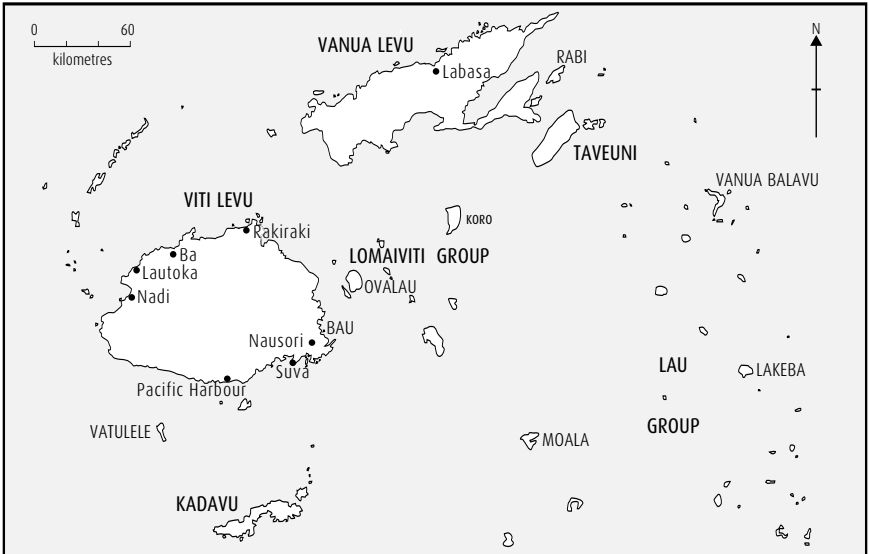 0 60
kilometres
N
VANUA LEVU
Labasa
RABI
TAVEUNI
VANUA BALAVU
VITI LEVU
KORO
Rakiraki
LOMAIVITI GROUP
Ba
Lautoka
OVALAU
Nadi
BAU
Nausori
Suva
LAU
LAKEBA
Pacific Harbour
GROUP
VATULELE
MOALA
KADAVU